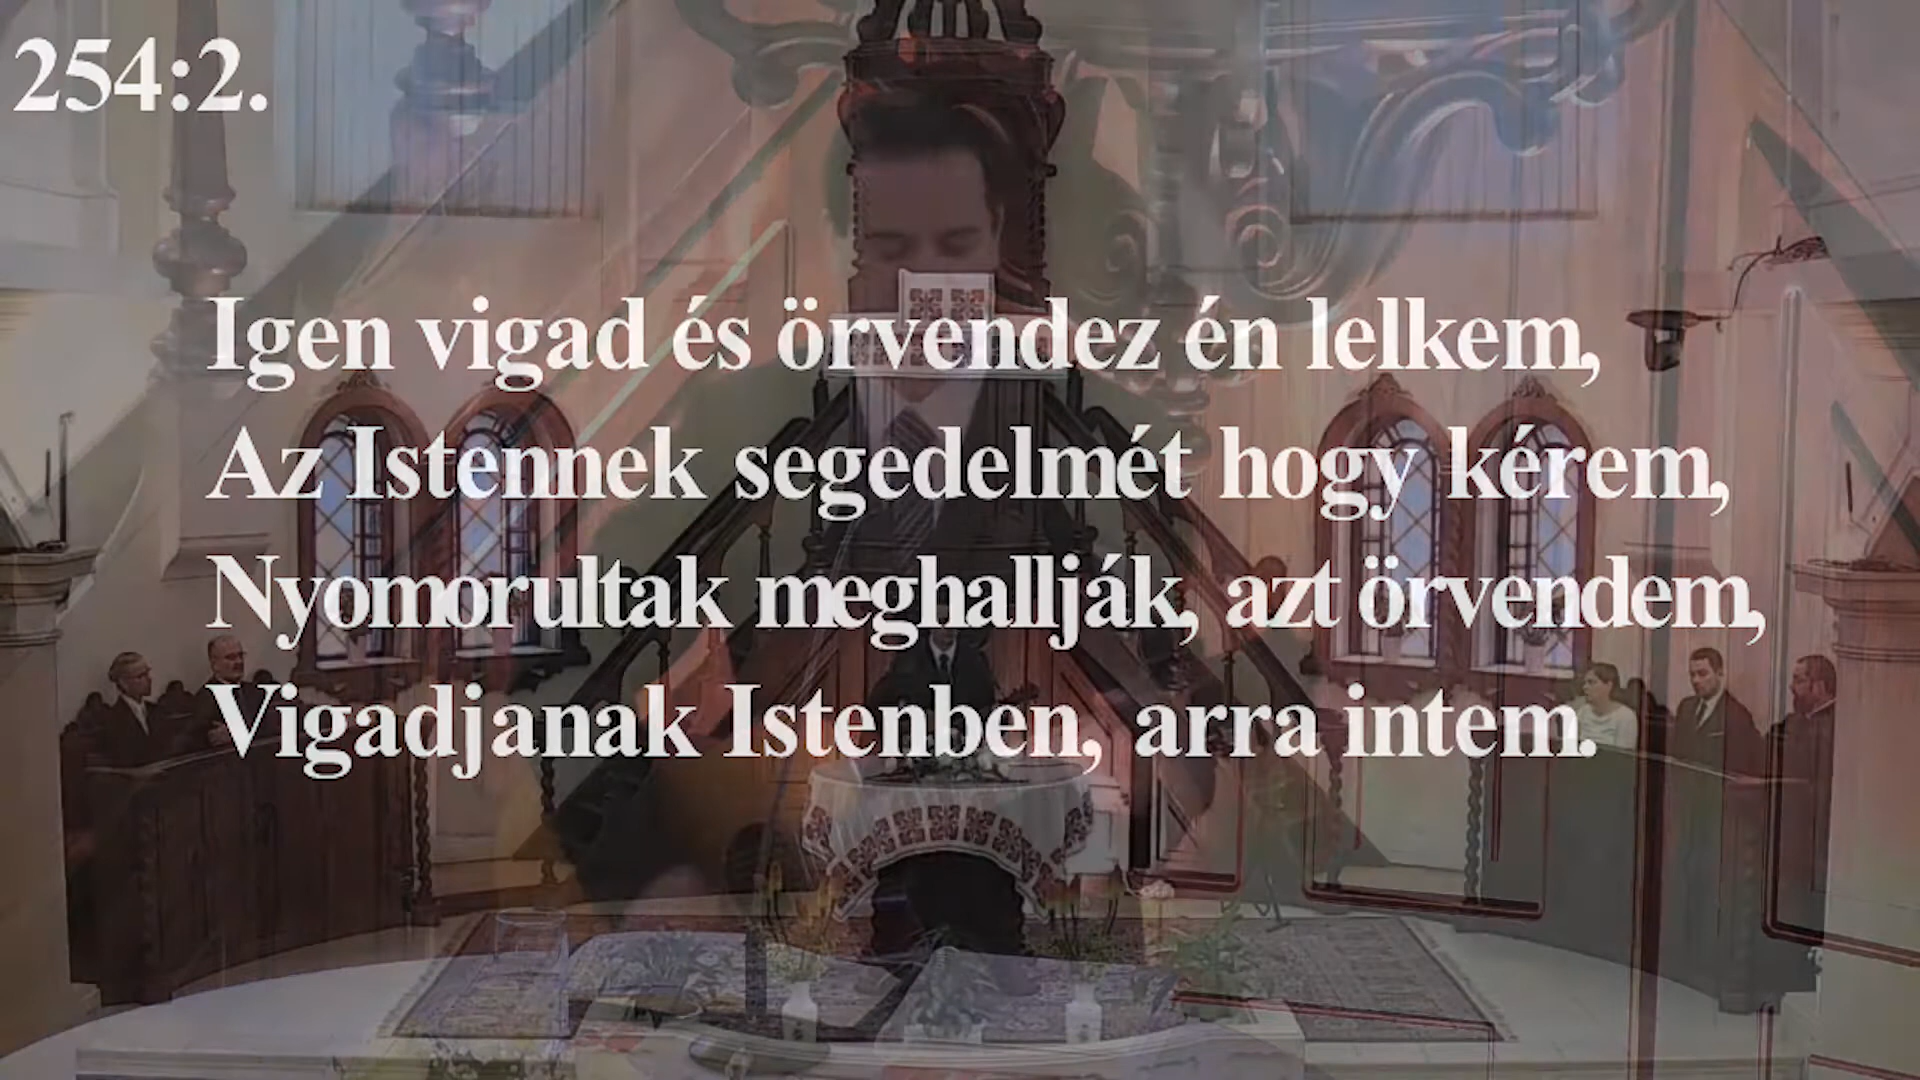 254:2.
Igen vigad és örvendez én lelkem,
Az Istennek segedelmét hogy kérem,
Nyomorultak meghallják, azt örvendem,
Vigadjanak Istenben, arra intem.